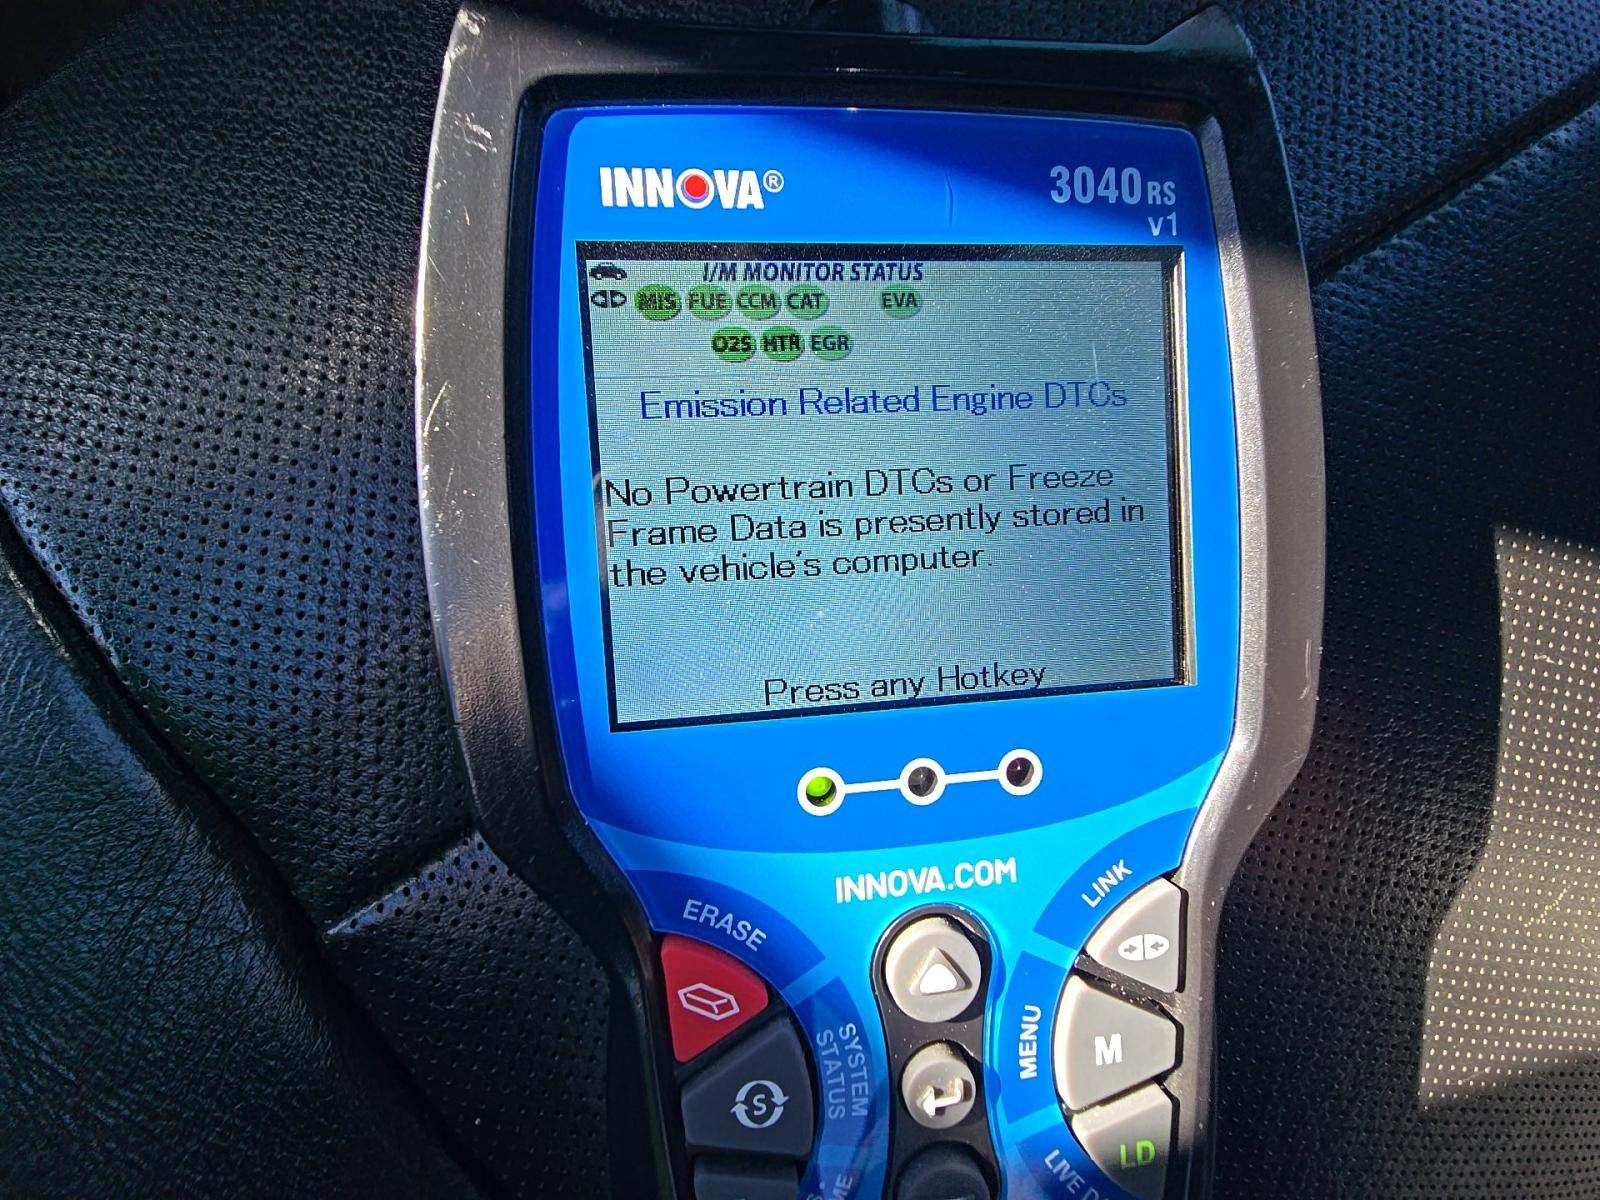 INNOVA®
3040RS
v1
I/M MONITOR STATUS
MIS FUE CCM CAT EVA
O2S HTR EGR
Emission Related Engine DTCs
No Powertrain DTCs or Freeze
Frame Data is presently stored in
the vehicle's computer.
Press any Hotkey
INNOVA.COM
ERASE
LINK
SYSTEM
STATUS
S
MENU
M
LD
LIVE D
ME